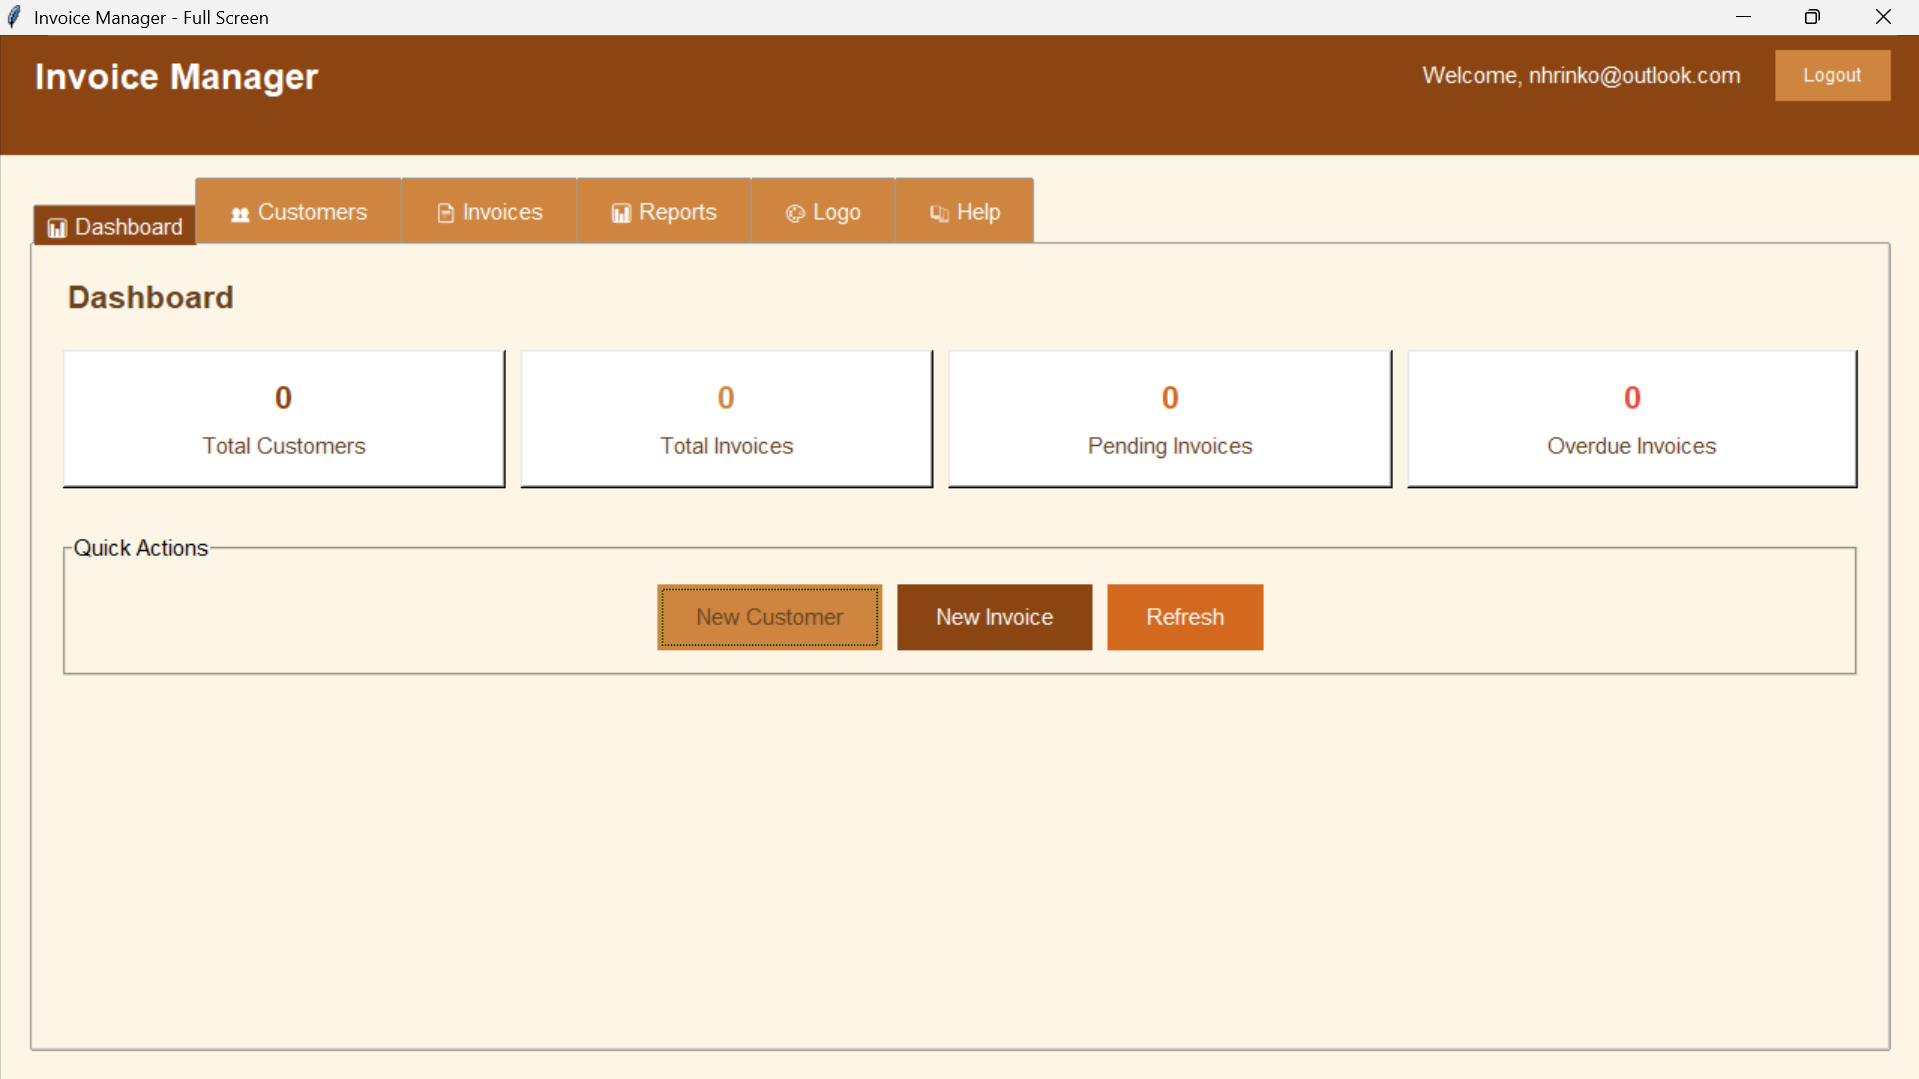 Invoice Manager - Full Screen
Invoice Manager
Welcome, nhrinko@outlook.com
Logout
Dashboard
Customers
Invoices
Reports
Logo
Help
Dashboard
0
Total Customers
0
Total Invoices
0
Pending Invoices
0
Overdue Invoices
Quick Actions
New Customer
New Invoice
Refresh